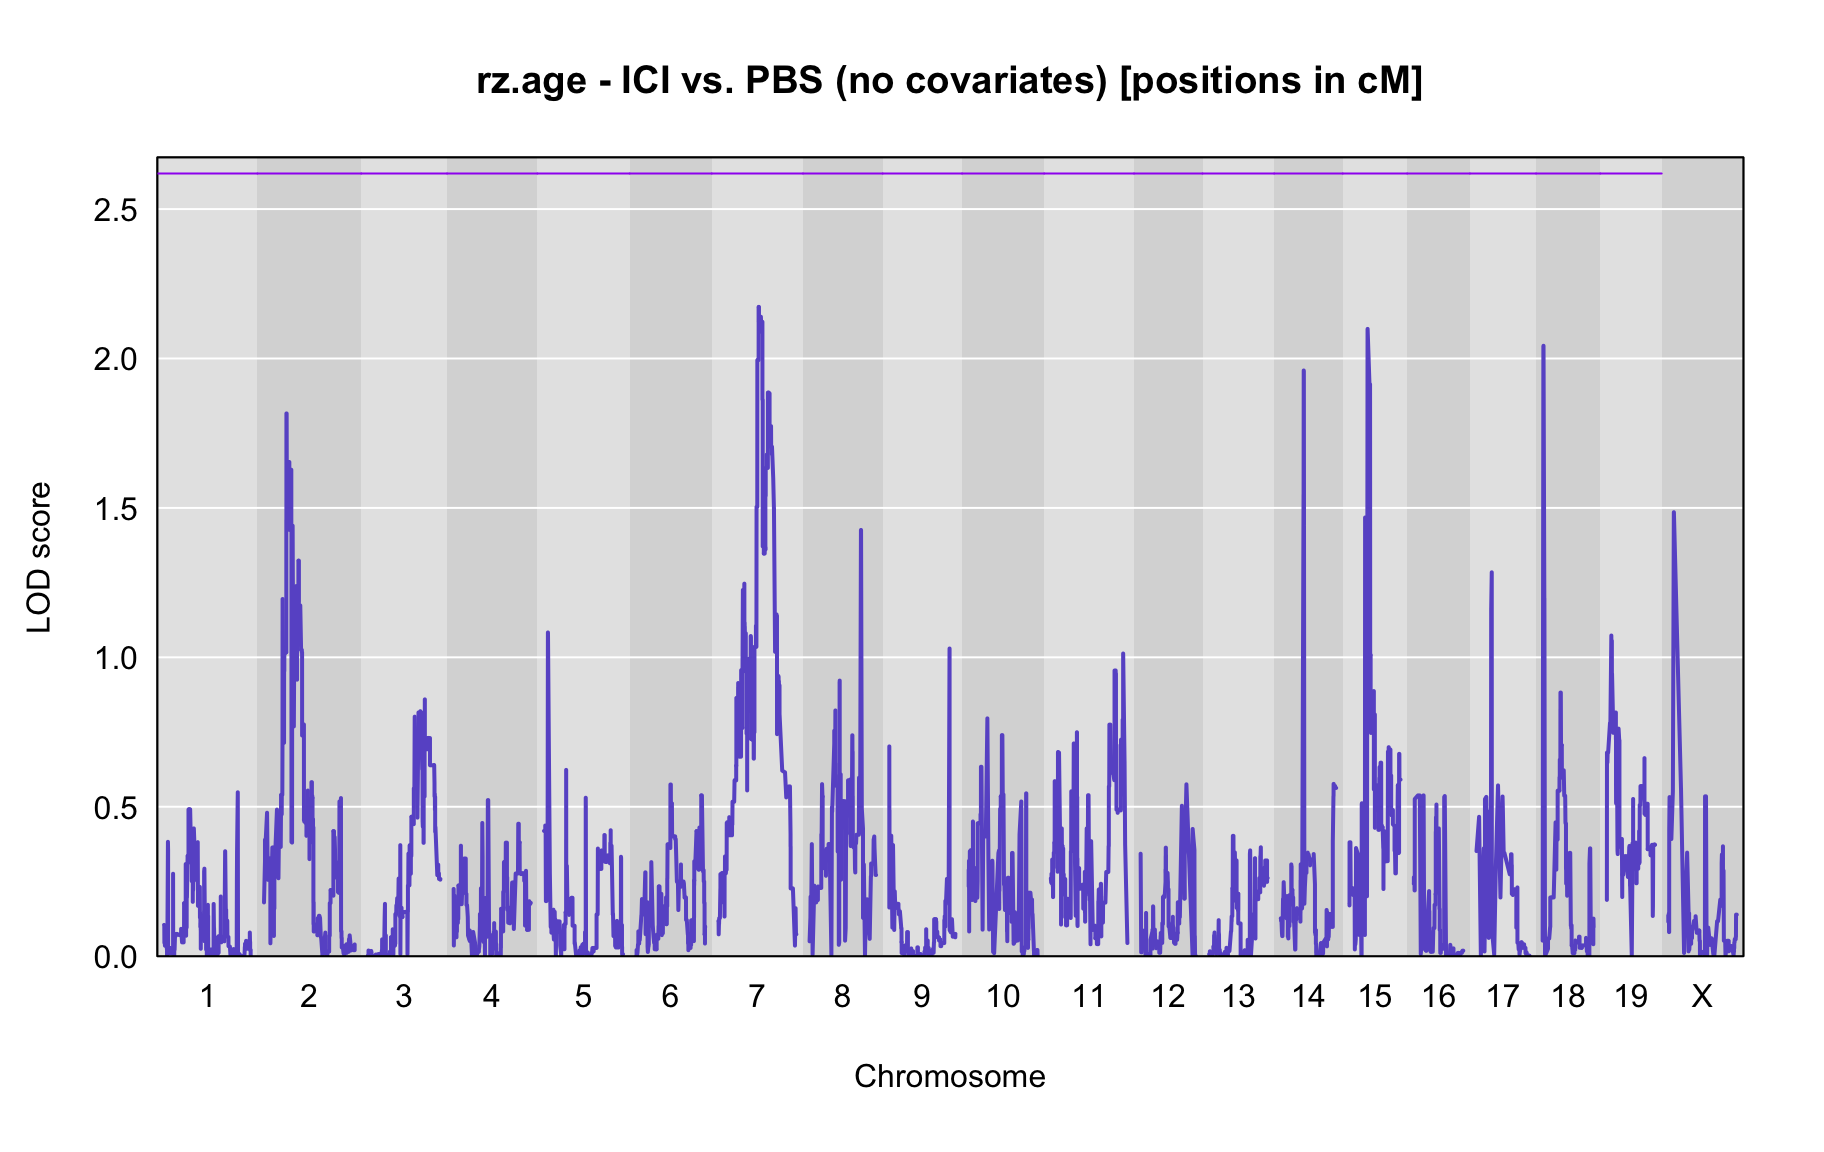 rz.age - ICI vs. PBS (no covariates) [positions in cM]
LOD score
2.5
2.0
1.5
1.0
0.5
0.0
1 2 3 4 5 6 7 8 9 10 11 12 13 14 15 16 17 18 19 X
Chromosome